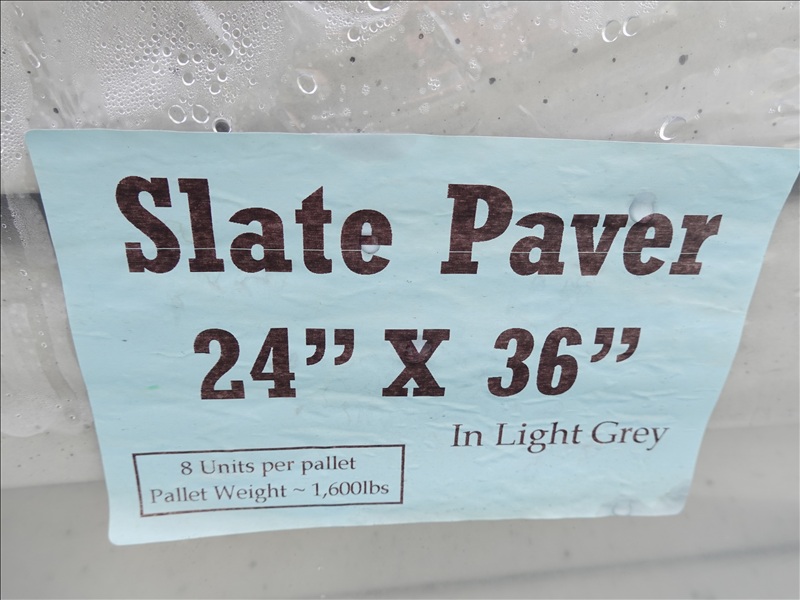 Slate Paver
24” X 36”
In Light Grey
8 Units per pallet
Pallet Weight ~ 1,600lbs